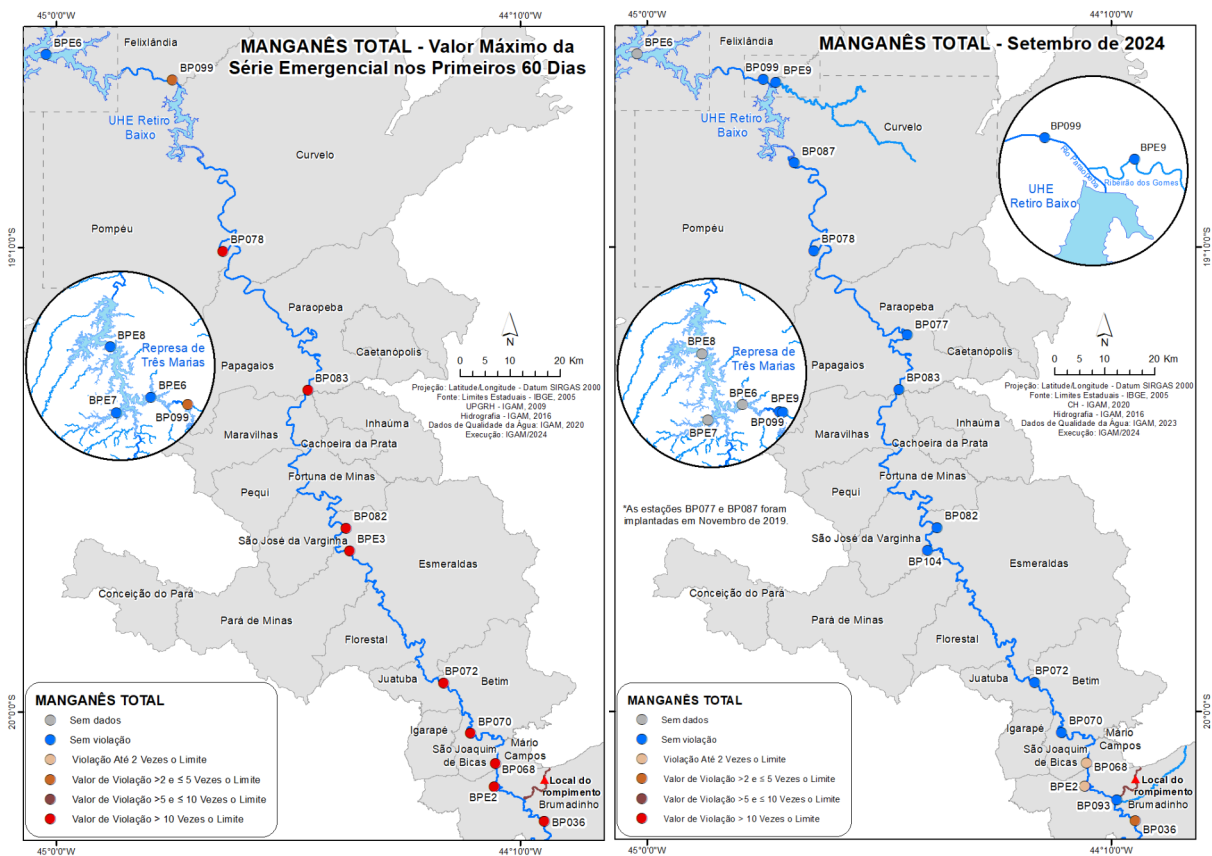 45°0'0"W
44°10'0"W
MANGANÊS TOTAL - Valor Máximo da
Série Emergencial nos Primeiros 60 Dias
BPE6
Felixlândia
BP099
UHE Retiro
Baixo
Curvelo
Pompéu
BP078
19°10'0"S
Paraopeba
BPE8
Represa de
Três Marias
BPE6
BPE7
BP099
Papagaios
Caetanópolis
N
0 5 10 20 Km
BP083
Projeção: Latitude/Longitude - Datum SIRGAS 2000
Fonte: Limites Estaduais - IBGE, 2005
UPGRH - IGAM, 2009
Hidrografia - IGAM, 2016
Dados de Qualidade da Água: IGAM, 2020
Execução: IGAM/2024
Inhaúma
Maravilhas
Cachoeira da Prata
Fortuna de Minas
Pequi
BP082
São José da Varginha
BPE3
Esmeraldas
Conceição do Pará
Pará de Minas
Florestal
BP072
Juatuba
Betim
20°0'0"S
Igarapé
BP070
São Joaquim
de Bicas
Mário
Campos
BP068
Local do
rompimento
BPE2
Brumadinho
BP036
MANGANÊS TOTAL
Sem dados
Sem violação
Violação Até 2 Vezes o Limite
Valor de Violação >2 e ≤ 5 Vezes o Limite
Valor de Violação >5 e ≤ 10 Vezes o Limite
Valor de Violação > 10 Vezes o Limite
45°0'0"W
44°10'0"W
45°0'0"W
44°10'0"W
MANGANÊS TOTAL - Setembro de 2024
BPE6
Felixlândia
BP099
BPE9
UHE Retiro
Baixo
Curvelo
BP087
BP099
BPE9
Rio Paraopeba
Ribeirão dos Gomes
UHE
Retiro Baixo
Pompéu
BP078
19°10'0"S
Paraopeba
BP077
BPE8
Represa de
Três Marias
BPE6
BPE9
BPE7
BP099
Papagaios
Caetanópolis
N
0 5 10 20 Km
BP083
Projeção: Latitude/Longitude - Datum SIRGAS 2000
Fonte: Limites Estaduais - IBGE, 2005
CH - IGAM, 2020
Hidrografia - IGAM, 2016
Dados de Qualidade da Água: IGAM, 2023
Execução: IGAM/2024
Inhaúma
Maravilhas
Cachoeira da Prata
Fortuna de Minas
Pequi
*As estações BP077 e BP087 foram
implantadas em Novembro de 2019.
BP082
São José da Varginha
BP104
Esmeraldas
Conceição do Pará
Pará de Minas
Florestal
BP072
Juatuba
Betim
20°0'0"S
Igarapé
BP070
São Joaquim
de Bicas
Mário
Campos
BP068
Local do
rompimento
BPE2
BP093
Brumadinho
BP036
MANGANÊS TOTAL
Sem dados
Sem violação
Violação Até 2 Vezes o Limite
Valor de Violação >2 e ≤ 5 Vezes o Limite
Valor de Violação >5 e ≤ 10 Vezes o Limite
Valor de Violação > 10 Vezes o Limite
45°0'0"W
44°10'0"W